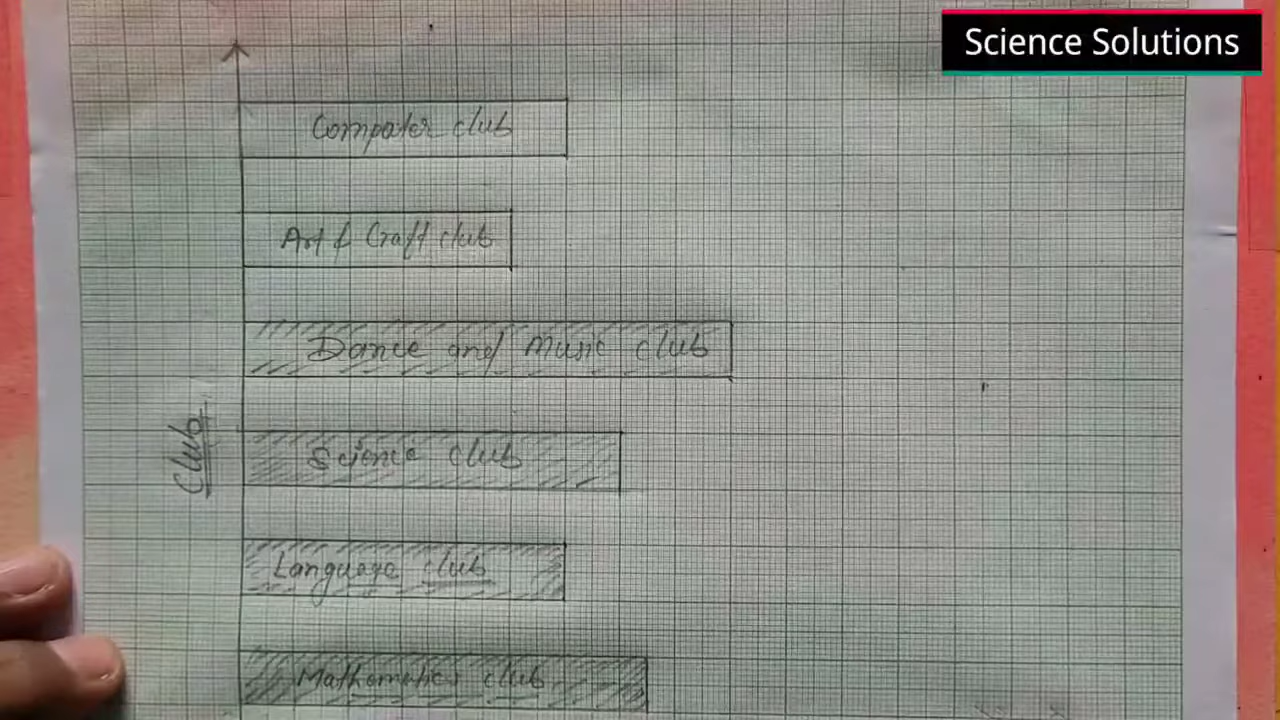 Science Solutions
Computer club
Art & Craft club
Dance and Music club
Club
Science club
Language club
Mathematics club